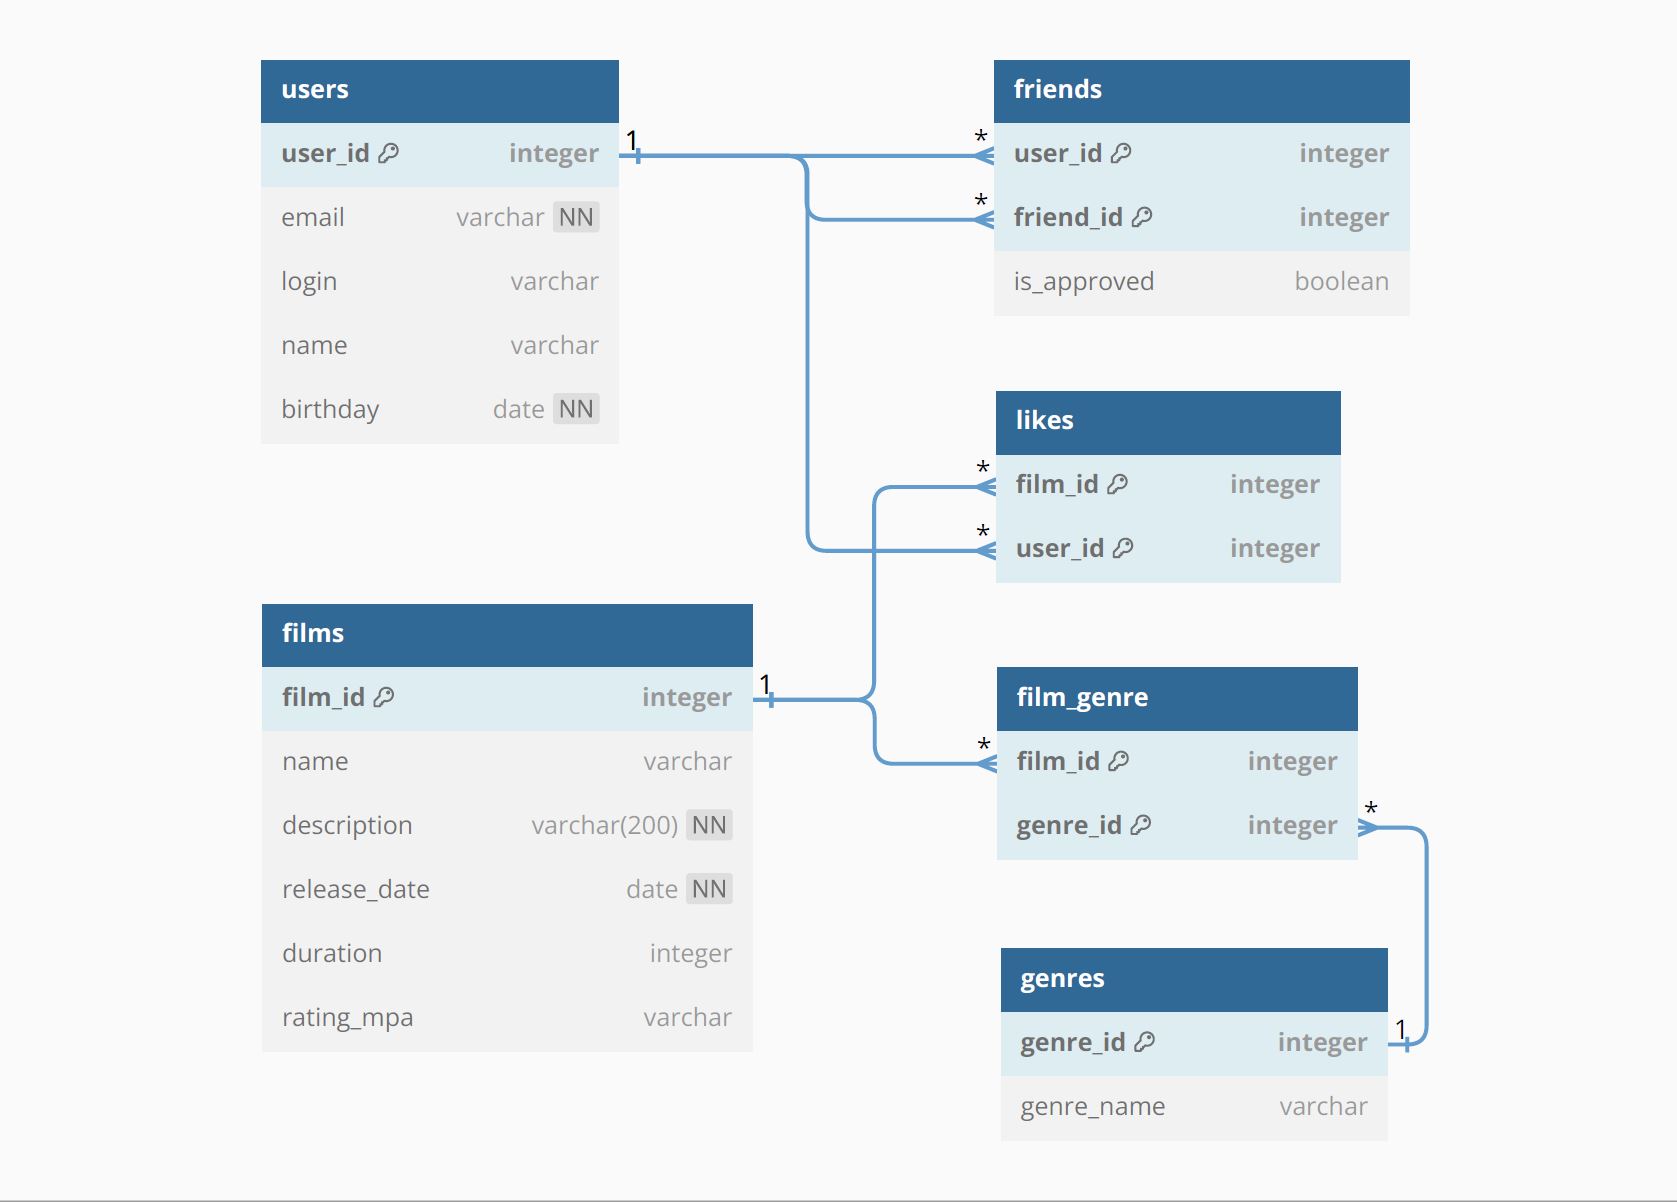 users
user_id integer
email varchar NN
login varchar
name varchar
birthday date NN
1
friends
* user_id integer
* friend_id integer
is_approved boolean
likes
* film_id integer
* user_id integer
films
film_id integer
name varchar
description varchar(200) NN
release_date date NN
duration integer
rating_mpa varchar
1
film_genre
* film_id integer
genre_id integer *
genres
genre_id integer 1
genre_name varchar